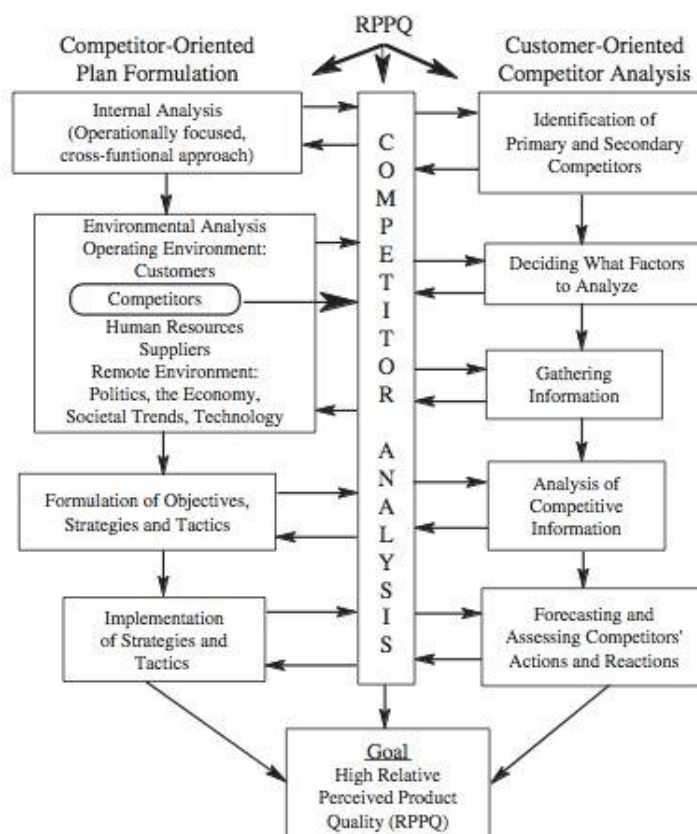 RPPQ
Competitor-Oriented
Plan Formulation
Internal Analysis
(Operationally focused,
cross-funtional approach)
Environmental Analysis
Operating Environment:
Customers
Competitors
Human Resources
Suppliers
Remote Environment:
Politics, the Economy,
Societal Trends, Technology
Formulation of Objectives,
Strategies and Tactics
Implementation
of Strategies and
Tactics
COMPETITOR ANALYSIS
Customer-Oriented
Competitor Analysis
Identification of
Primary and Secondary
Competitors
Deciding What Factors
to Analyze
Gathering
Information
Analysis of
Competitive
Information
Forecasting and
Assessing Competitors'
Actions and Reactions
Goal
High Relative
Perceived Product
Quality (RPPQ)